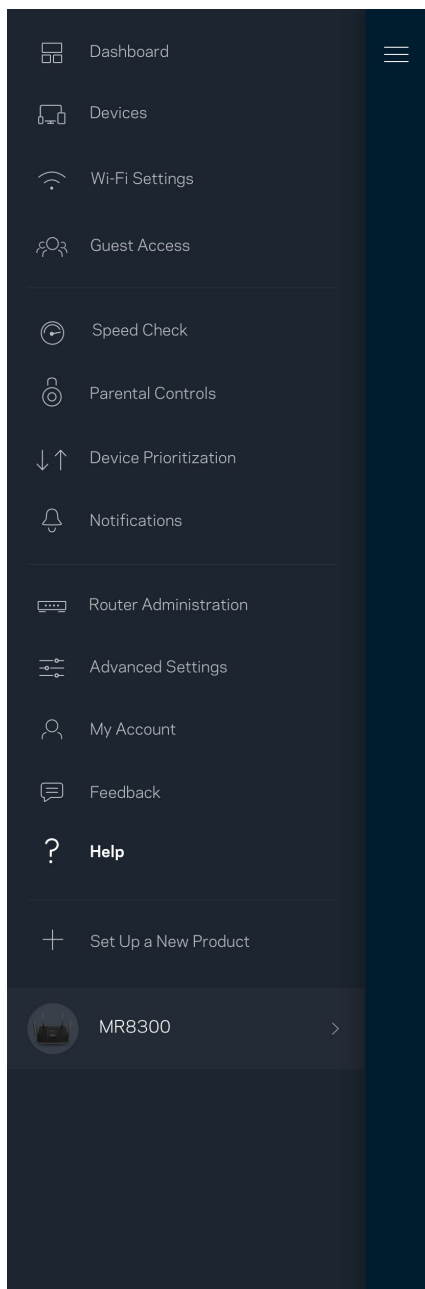 Dashboard
Devices
Wi-Fi Settings
Guest Access
Speed Check
Parental Controls
Device Prioritization
Notifications
Router Administration
Advanced Settings
My Account
Feedback
Help
Set Up a New Product
MR8300